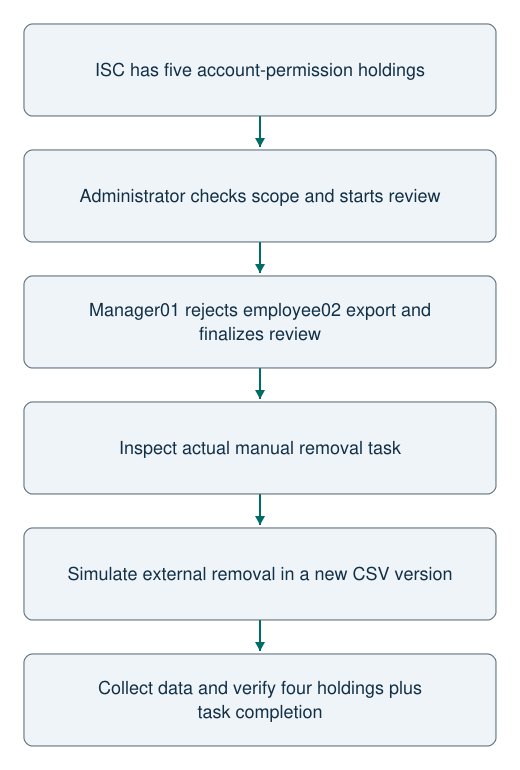 ISC has five account-permission holdings
Administrator checks scope and starts review
Manager01 rejects employee02 export and
finalizes review
Inspect actual manual removal task
Simulate external removal in a new CSV version
Collect data and verify four holdings plus
task completion